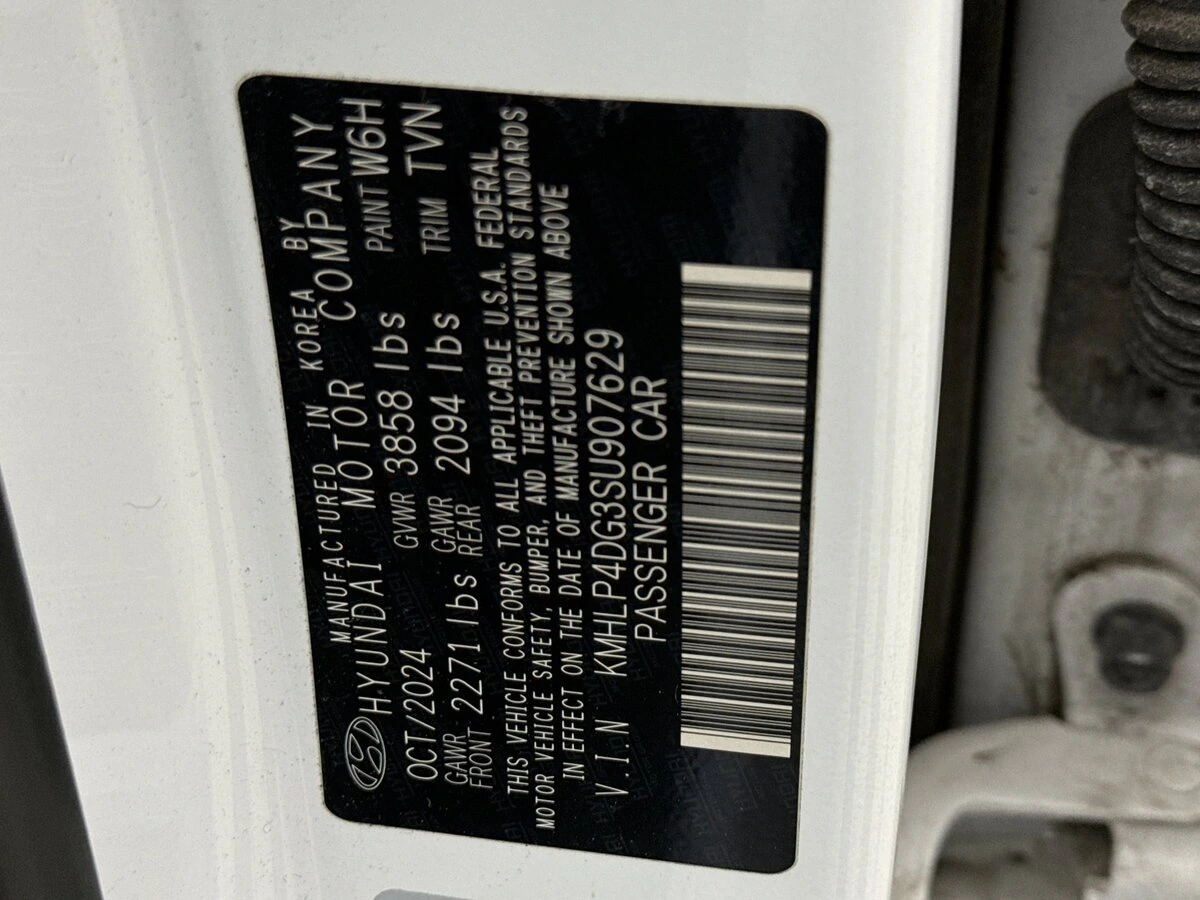 MANUFACTURED IN KOREA BY
HYUNDAI MOTOR COMPANY
OCT/2024 GVWR 3858 lbs PAINT W6H
GAWR FRONT 2271 lbs GAWR REAR 2094 lbs TRIM TVN
THIS VEHICLE CONFORMS TO ALL APPLICABLE U.S.A. FEDERAL
MOTOR VEHICLE SAFETY, BUMPER, AND THEFT PREVENTION STANDARDS
IN EFFECT ON THE DATE OF MANUFACTURE SHOWN ABOVE
V.I.N KMHLP4DG3SU907629
PASSENGER CAR